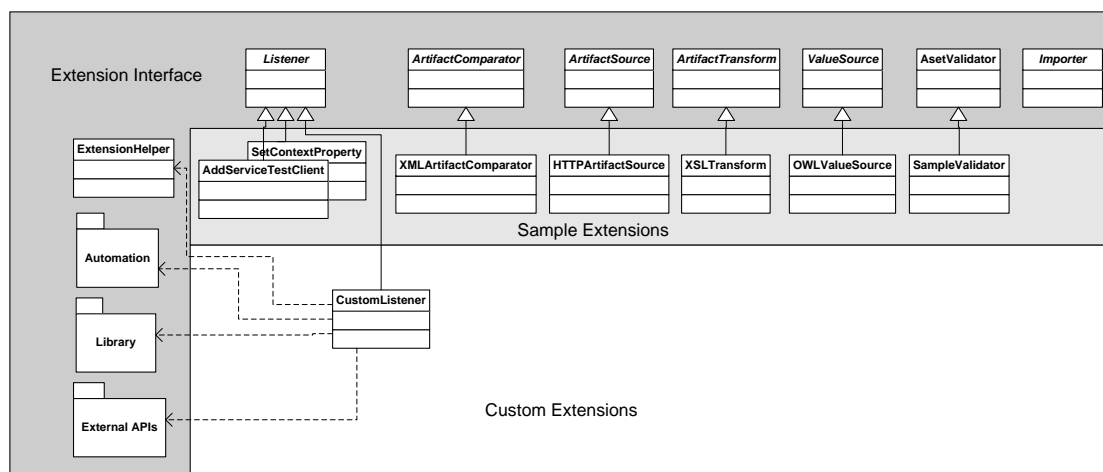 Listener
ArtifactComparator
ArtifactSource
ArtifactTransform
ValueSource
AsetValidator
Importer
Extension Interface
ExtensionHelper
SetContextProperty
AddServiceTestClient
XMLArtifactComparator
HTTPArtifactSource
XSLTransform
OWLValueSource
SampleValidator
Sample Extensions
Automation
CustomListener
Library
Custom Extensions
External APIs